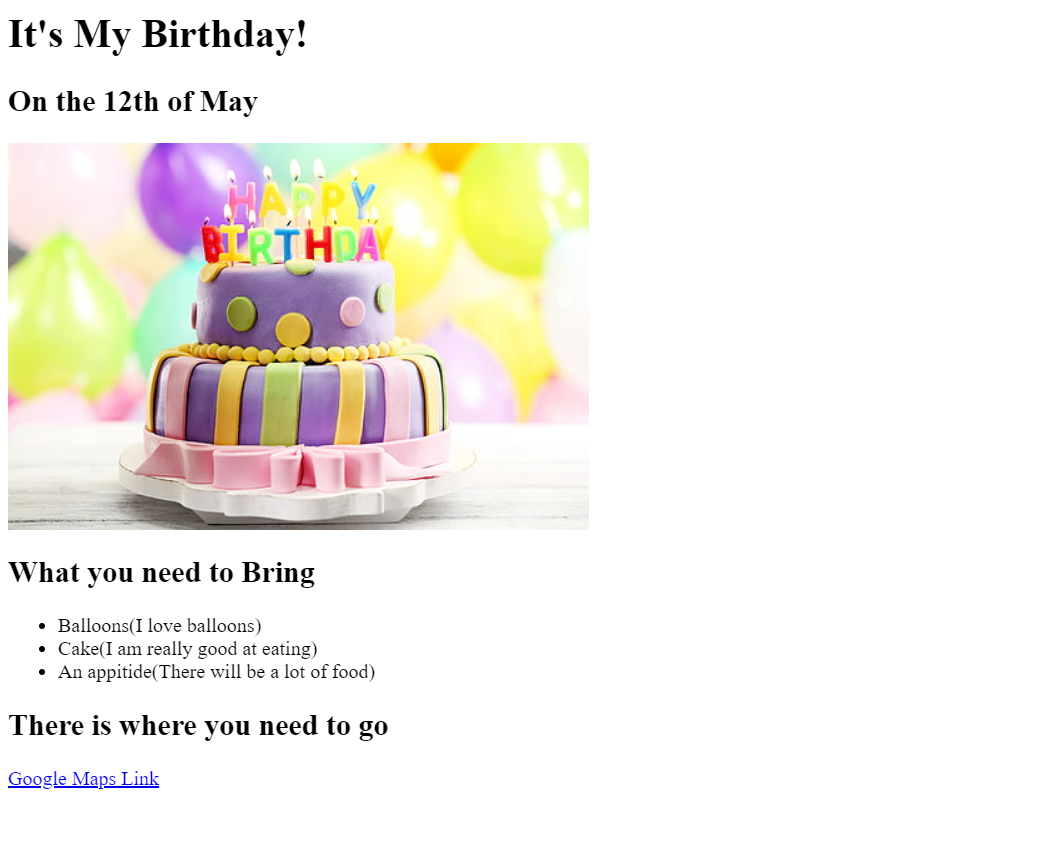 It's My Birthday!
On the 12th of May
HAPPY
BIRTHDAY
What you need to Bring
Balloons(I love balloons)
Cake(I am really good at eating)
An appitide(There will be a lot of food)
There is where you need to go
Google Maps Link